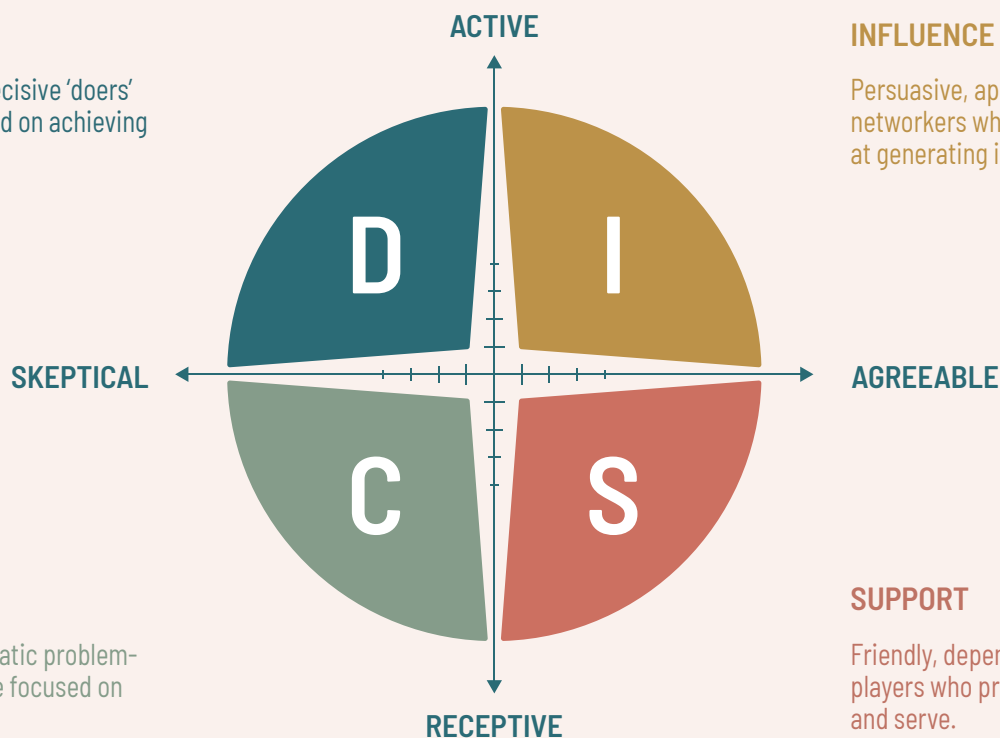 ACTIVE
INFLUENCE
‘doers’
on achieving
Persuasive,
networkers
at generating
D
I
SKEPTICAL
AGREEABLE
C
S
SUPPORT
problem-
focused on
Friendly,
players who
and serve.
RECEPTIVE